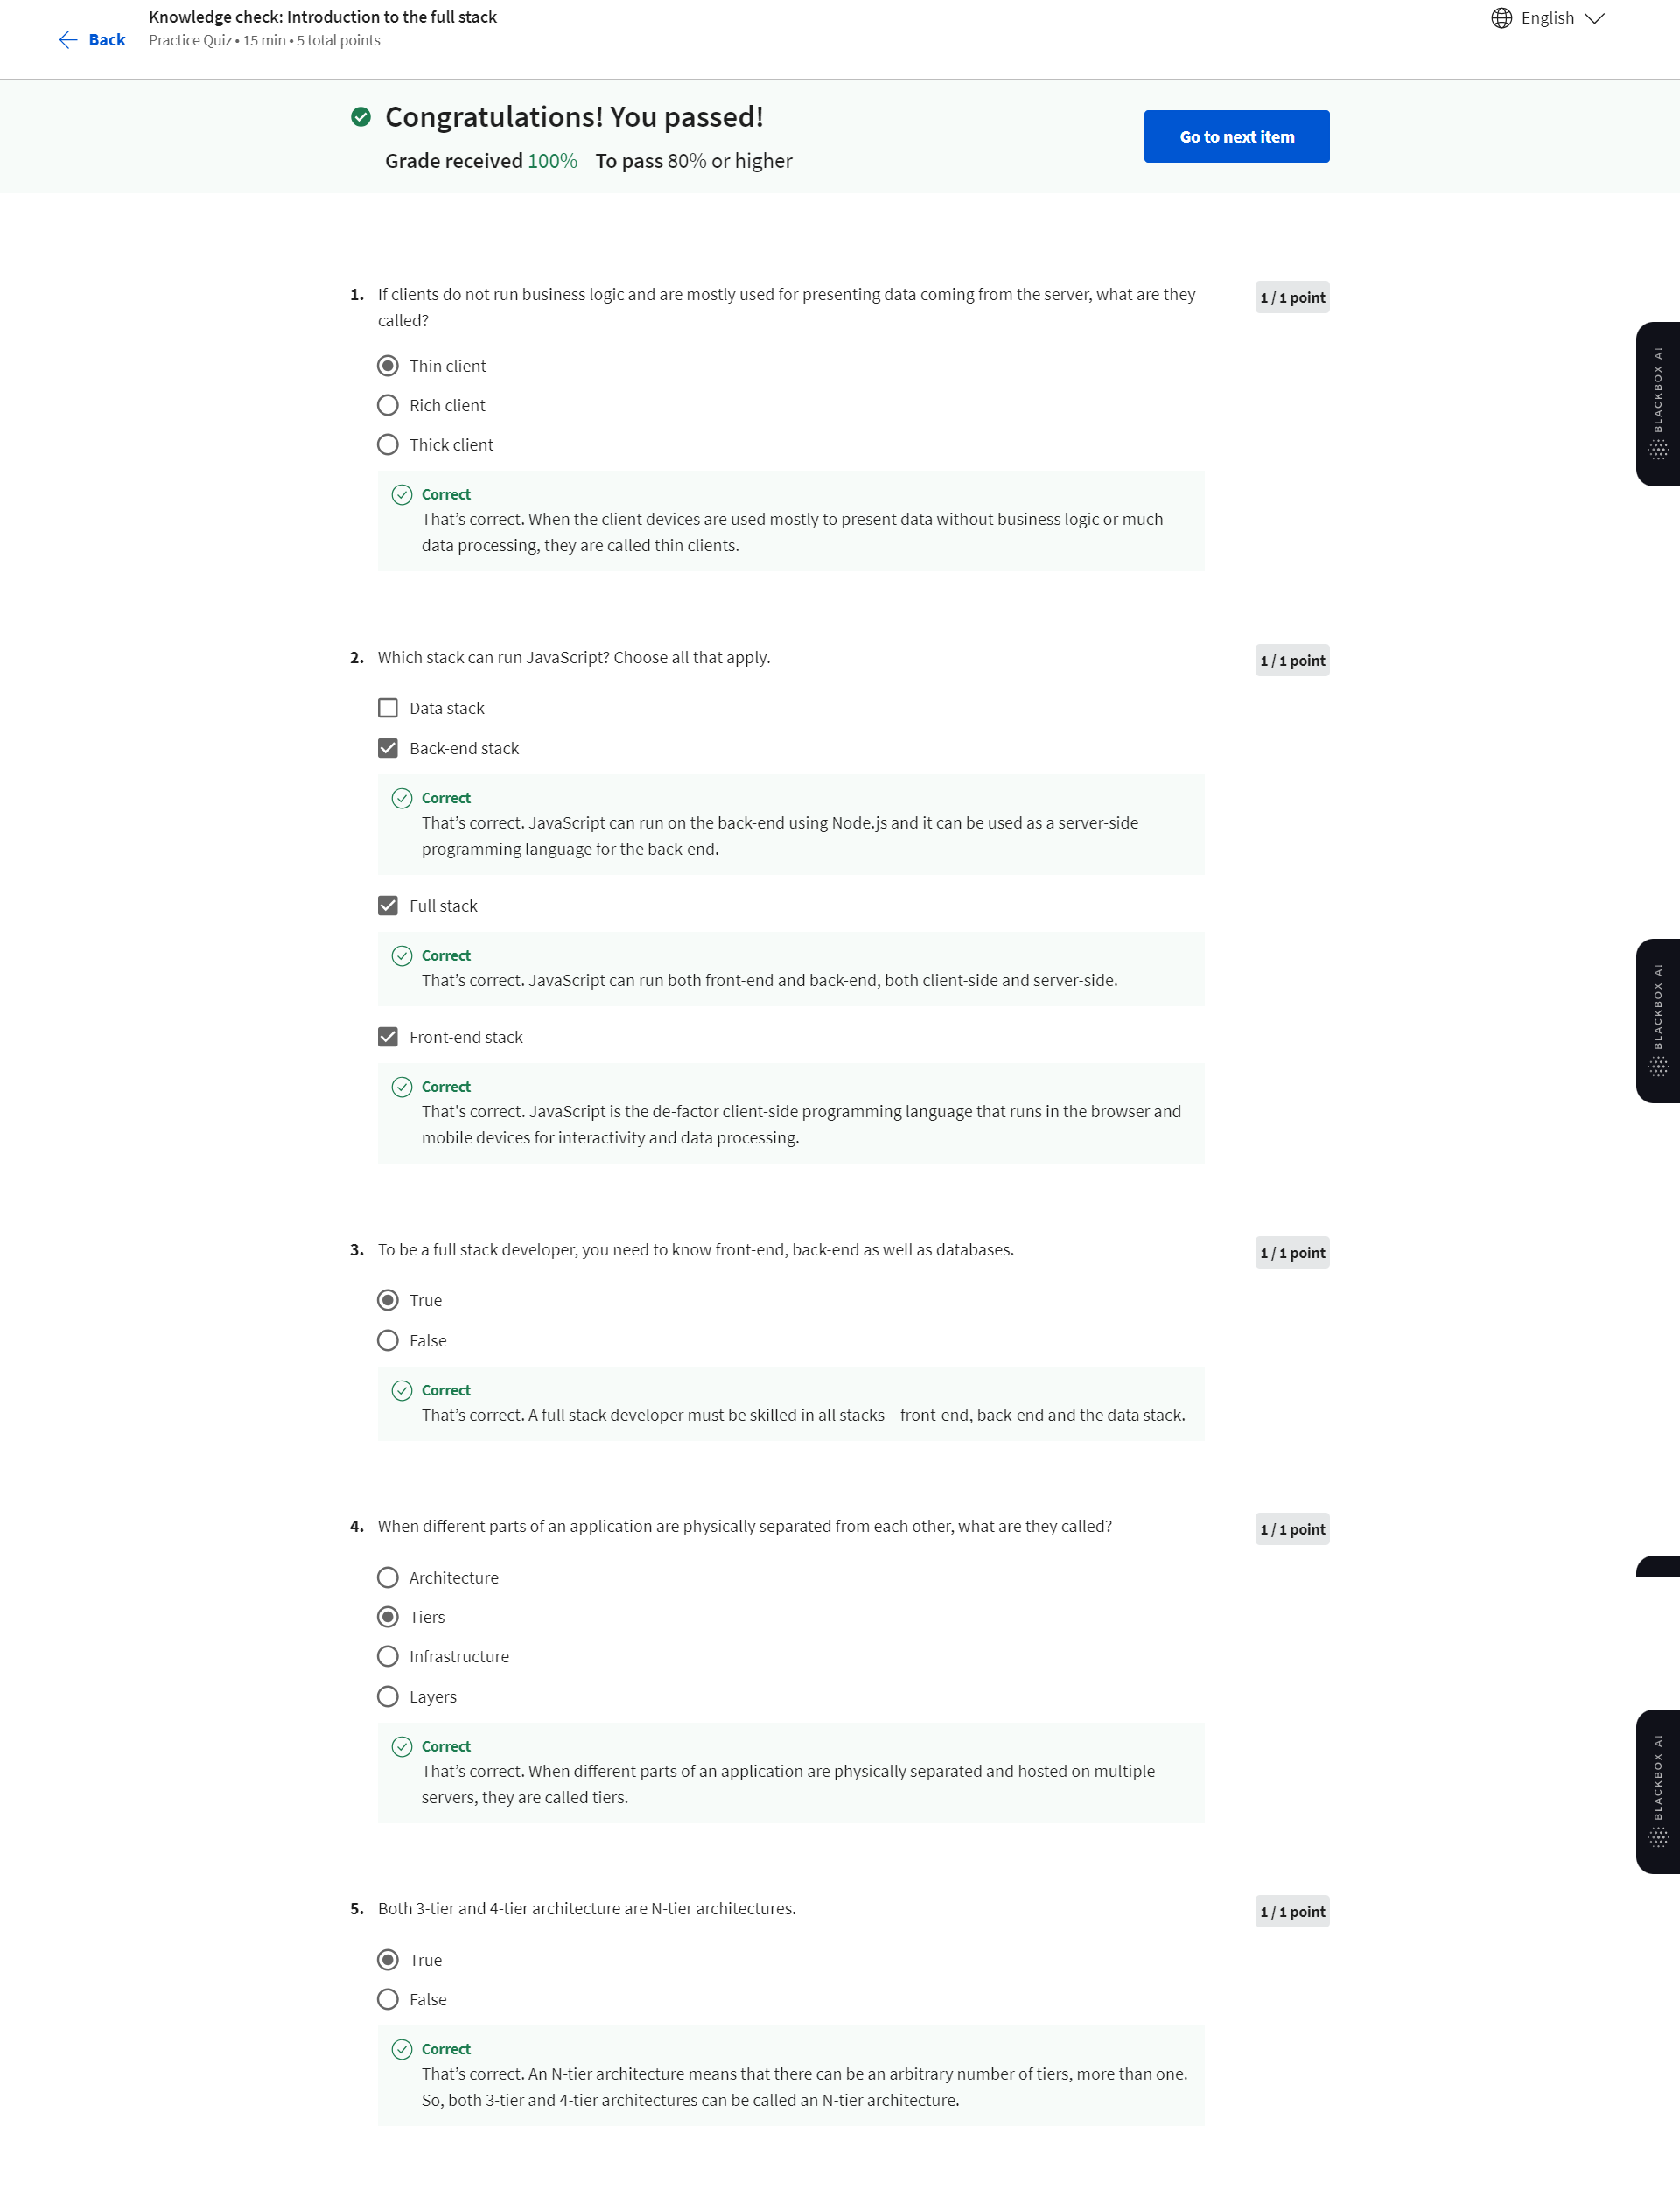 Knowledge check: Introduction to the full stack
Back
Practice Quiz • 15 min • 5 total points
English
Congratulations! You passed!
Grade received 100% To pass 80% or higher
Go to next item
1. If clients do not run business logic and are mostly used for presenting data coming from the server, what are they
called?
1 / 1 point
Thin client
Rich client
Thick client
Correct
That’s correct. When the client devices are used mostly to present data without business logic or much
data processing, they are called thin clients.
BLACKBOX AI
2. Which stack can run JavaScript? Choose all that apply.
1 / 1 point
Data stack
Back-end stack
Correct
That’s correct. JavaScript can run on the back-end using Node.js and it can be used as a server-side
programming language for the back-end.
Full stack
Correct
That’s correct. JavaScript can run both front-end and back-end, both client-side and server-side.
BLACKBOX AI
Front-end stack
Correct
That's correct. JavaScript is the de-factor client-side programming language that runs in the browser and
mobile devices for interactivity and data processing.
3. To be a full stack developer, you need to know front-end, back-end as well as databases.
1 / 1 point
True
False
Correct
That’s correct. A full stack developer must be skilled in all stacks – front-end, back-end and the data stack.
4. When different parts of an application are physically separated from each other, what are they called?
1 / 1 point
Architecture
Tiers
Infrastructure
Layers
Correct
That’s correct. When different parts of an application are physically separated and hosted on multiple
servers, they are called tiers.
BLACKBOX AI
5. Both 3-tier and 4-tier architecture are N-tier architectures.
1 / 1 point
True
False
Correct
That’s correct. An N-tier architecture means that there can be an arbitrary number of tiers, more than one.
So, both 3-tier and 4-tier architectures can be called an N-tier architecture.